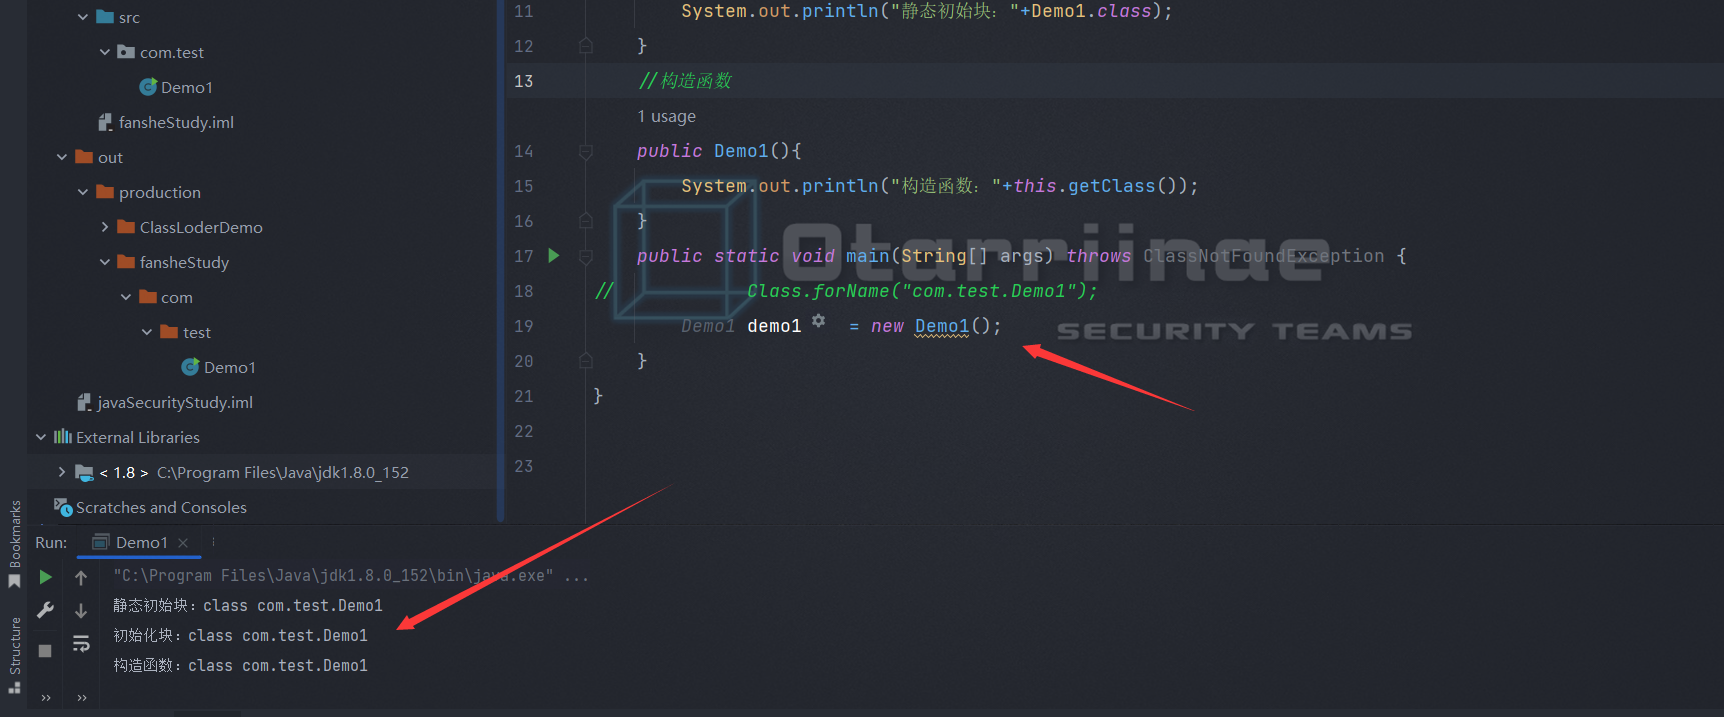 src
com.test
Demo1
fansheStudy.iml
out
production
ClassLoderDemo
fansheStudy
com
test
Demo1
javaSecurityStudy.iml
External Libraries
< 1.8 > C:\Program Files\Java\jdk1.8.0_152
Scratches and Consoles
11 System.out.println("静态初始块: "+Demo1.class);
12 }
13 //构造函数
1 usage
14 public Demo1(){
15 System.out.println("构造函数: "+this.getClass());
16 }
17 public static void main(String[] args) throws ClassNotFoundException {
18 // Class.forName("com.test.Demo1");
19 Demo1 demo1 = new Demo1();
20 }
21 }
22
23
Otarriinae
SECURITY TEAMS
Bookmarks
Structure
Run: Demo1
"C:\Program Files\Java\jdk1.8.0_152\bin\java.exe" ...
静态初始块：class com.test.Demo1
初始化块：class com.test.Demo1
构造函数：class com.test.Demo1